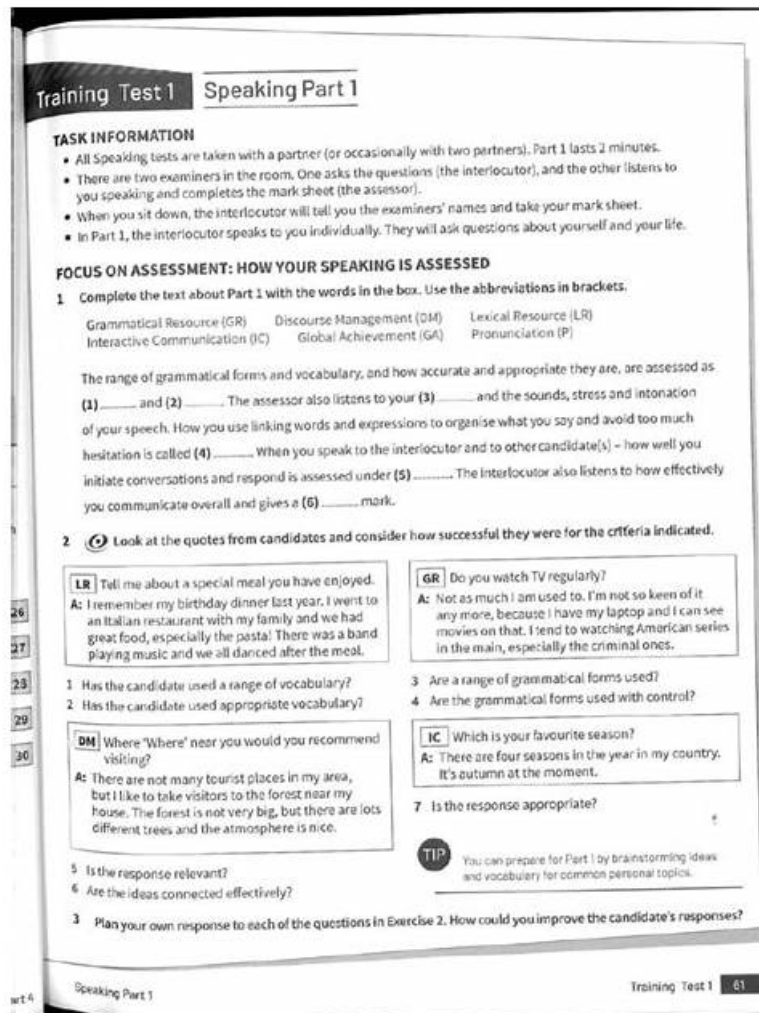 Training Test 1 Speaking Part 1
TASK INFORMATION
• All Speaking tests are taken with a partner (or occasionally with two partners). Part 1 lasts 2 minutes.
• There are two examiners in the room. One asks the questions (the interlocutor), and the other listens to
you speaking and completes the mark sheet (the assessor).
• When you sit down, the interlocutor will tell you the examiners' names and take your mark sheet.
• In Part 1, the interlocutor speaks to you individually. They will ask questions about yourself and your life.
FOCUS ON ASSESSMENT: HOW YOUR SPEAKING IS ASSESSED
1 Complete the text about Part 1 with the words in the box. Use the abbreviations in brackets.
Grammatical Resource (GR) Discourse Management (DM) Lexical Resource (LR)
Interactive Communication (IC) Global Achievement (GA) Pronunciation (P)
The range of grammatical forms and vocabulary, and how accurate and appropriate they are, are assessed as
(1) ______ and (2) ______. The assessor also listens to your (3) ______ and the sounds, stress and intonation
of your speech. How you use linking words and expressions to organise what you say and avoid too much
hesitation is called (4) ______. When you speak to the interlocutor and to other candidate(s) – how well you
initiate conversations and respond is assessed under (5) ______. The Interlocutor also listens to how effectively
you communicate overall and gives a (6) ______ mark.
2 Look at the quotes from candidates and consider how successful they were for the criteria indicated.
LR Tell me about a special meal you have enjoyed.
A: I remember my birthday dinner last year. I went to
an Italian restaurant with my family and we had
great food, especially the pasta! There was a band
playing music and we all danced after the meal.
1 Has the candidate used a range of vocabulary?
2 Has the candidate used appropriate vocabulary?
GR Do you watch TV regularly?
A: Not as much I am used to. I'm not so keen of it
any more, because I have my laptop and I can see
movies on that. I tend to watching American series
in the main, especially the criminal ones.
3 Are a range of grammatical forms used?
4 Are the grammatical forms used with control?
DM Where 'Where' near you would you recommend
visiting?
A: There are not many tourist places in my area,
but I like to take visitors to the forest near my
house. The forest is not very big, but there are lots
different trees and the atmosphere is nice.
5 Is the response relevant?
6 Are the ideas connected effectively?
IC Which is your favourite season?
A: There are four seasons in the year in my country.
It's autumn at the moment.
7 Is the response appropriate?
TIP You can prepare for Part 1 by brainstorming ideas
and vocabulary for common personal topics.
3 Plan your own response to each of the questions in Exercise 2. How could you improve the candidate's responses?
Speaking Part 1
Training Test 1 61
26
27
28
29
30
art 4